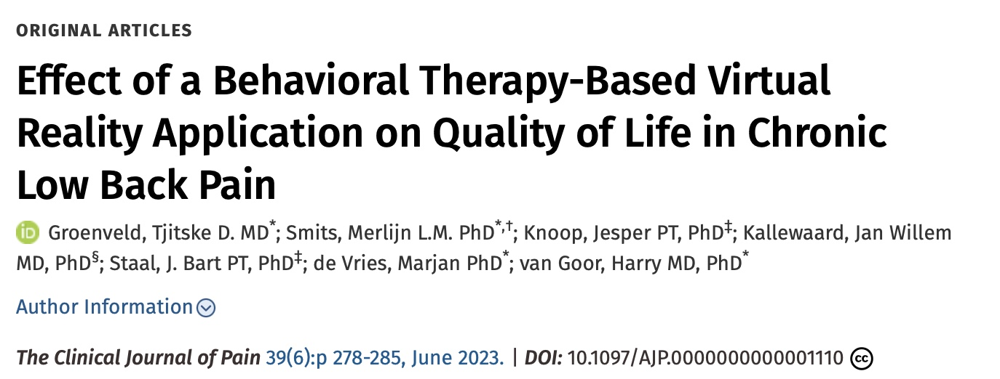 ORIGINAL ARTICLES
Effect of a Behavioral Therapy-Based Virtual
Reality Application on Quality of Life in Chronic
Low Back Pain
iD Groenveld, Tjitske D. MD*; Smits, Merlijn L.M. PhD*,†; Knoop, Jesper PT, PhD‡; Kallewaard, Jan Willem
MD, PhD§; Staal, J. Bart PT, PhD‡; de Vries, Marjan PhD*; van Goor, Harry MD, PhD*
Author Information
The Clinical Journal of Pain 39(6):p 278-285, June 2023. | DOI: 10.1097/AJP.0000000000001110 cc